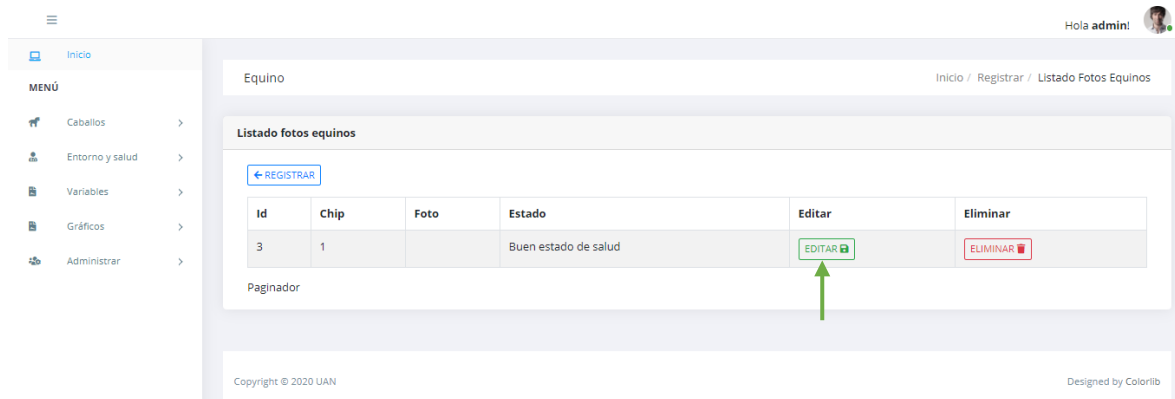 Hola admin!
Inicio
MENÚ
Caballos
Entorno y salud
Variables
Gráficos
Administrar
Equino
Inicio / Registrar / Listado Fotos Equinos
Listado fotos equinos
REGISTRAR
Id Chip Foto Estado Editar Eliminar
3 1 Buen estado de salud EDITAR ELIMINAR
Paginador
Copyright © 2020 UAN
Designed by Colorlib